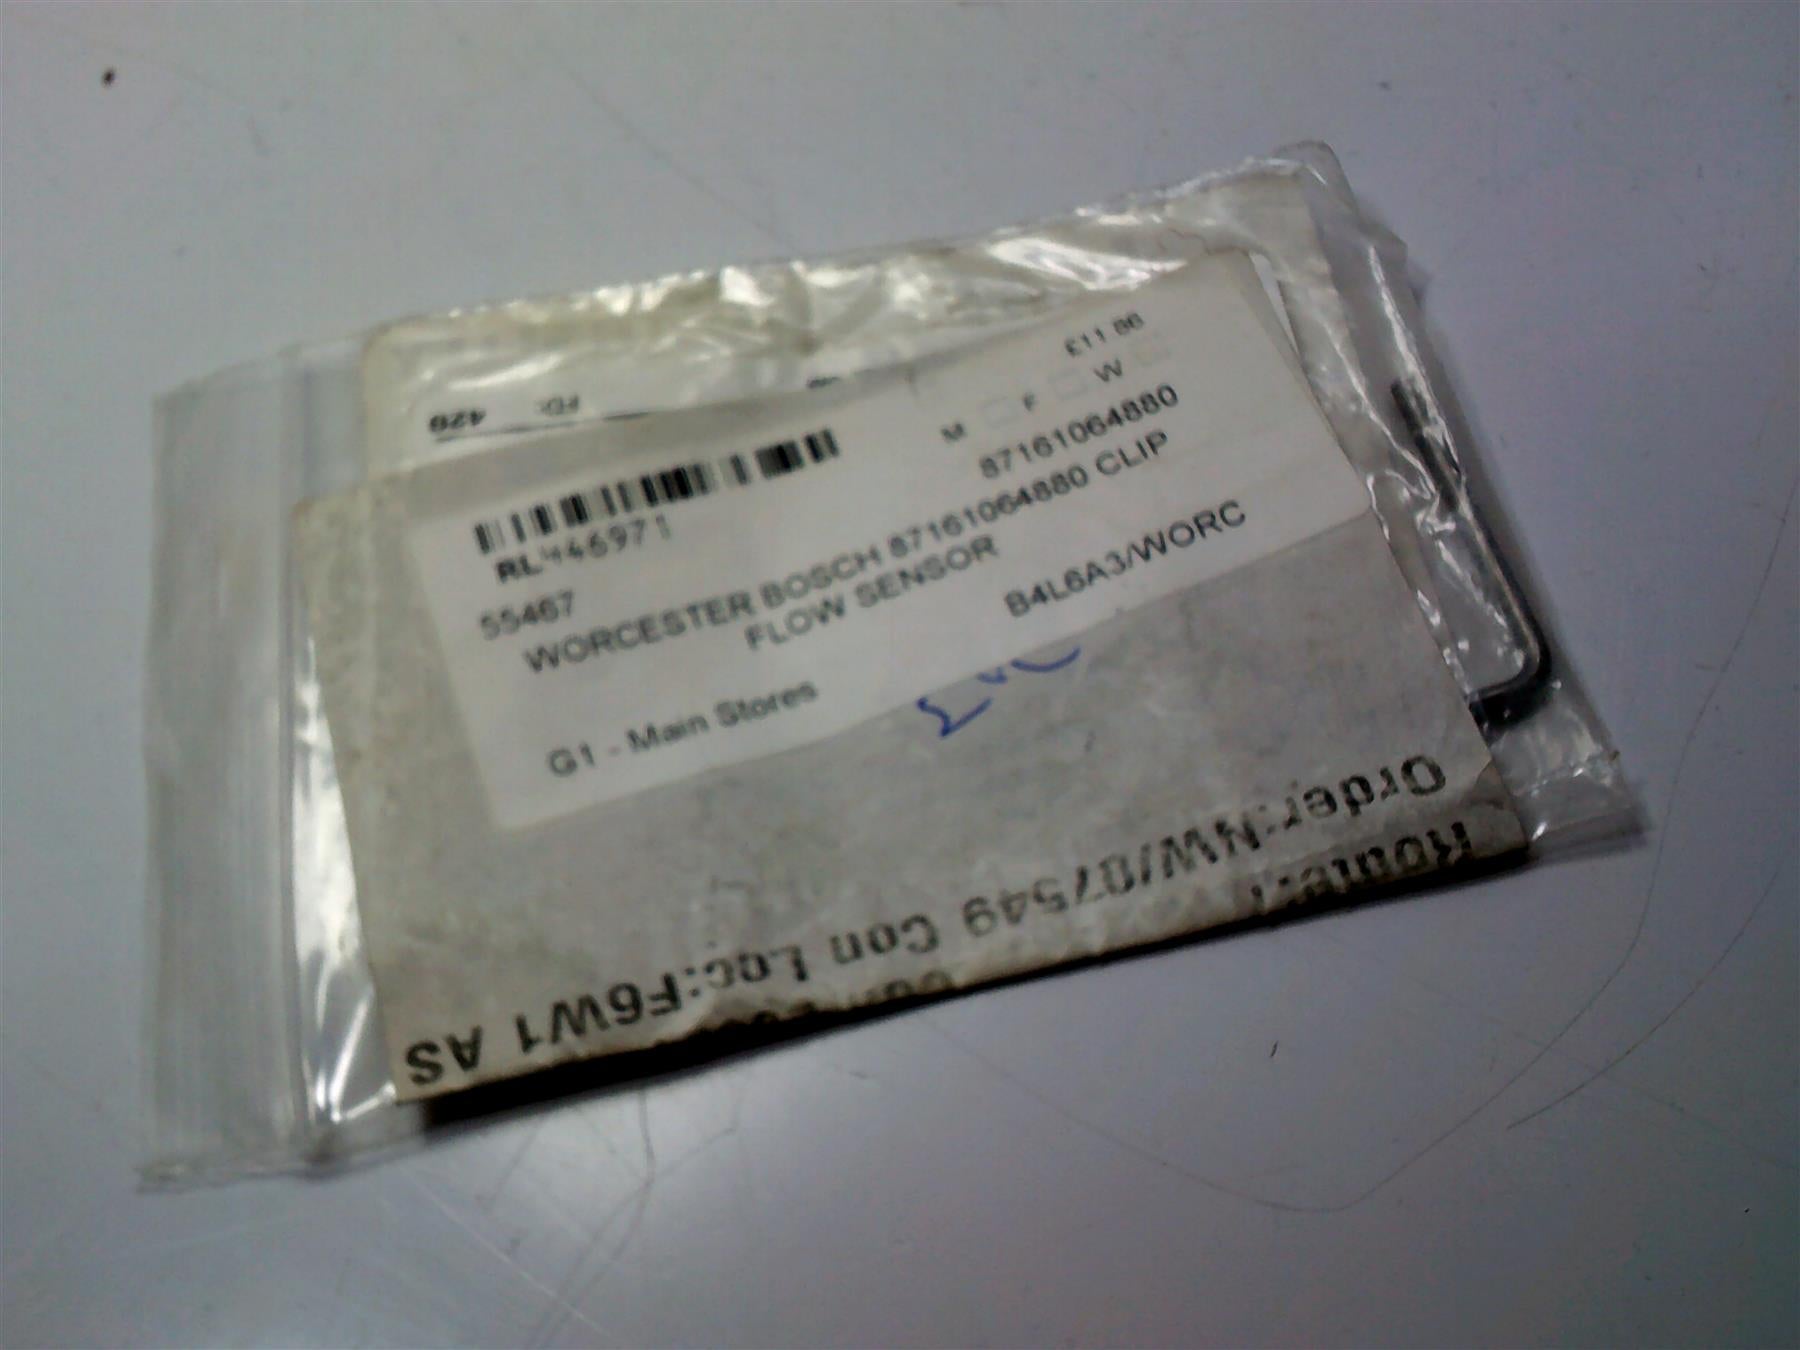 £11.86
M F W
RL446971
87161064880
55467
WORCESTER BOSCH 87161064880 CLIP
FLOW SENSOR
B4L6A3/WORC
G1 - Main Stores
Order:NW/87549 Con Loc:F6W1 AS